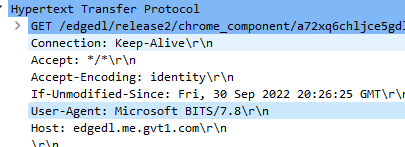 Hypertext Transfer Protocol
GET /edgedl/release2/chrome_component/a72xq6chljce5gdl
Connection: Keep-Alive\r\n
Accept: */*\r\n
Accept-Encoding: identity\r\n
If-Unmodified-Since: Fri, 30 Sep 2022 20:26:25 GMT\r\n
User-Agent: Microsoft BITS/7.8\r\n
Host: edgedl.me.gvt1.com\r\n
\r\n